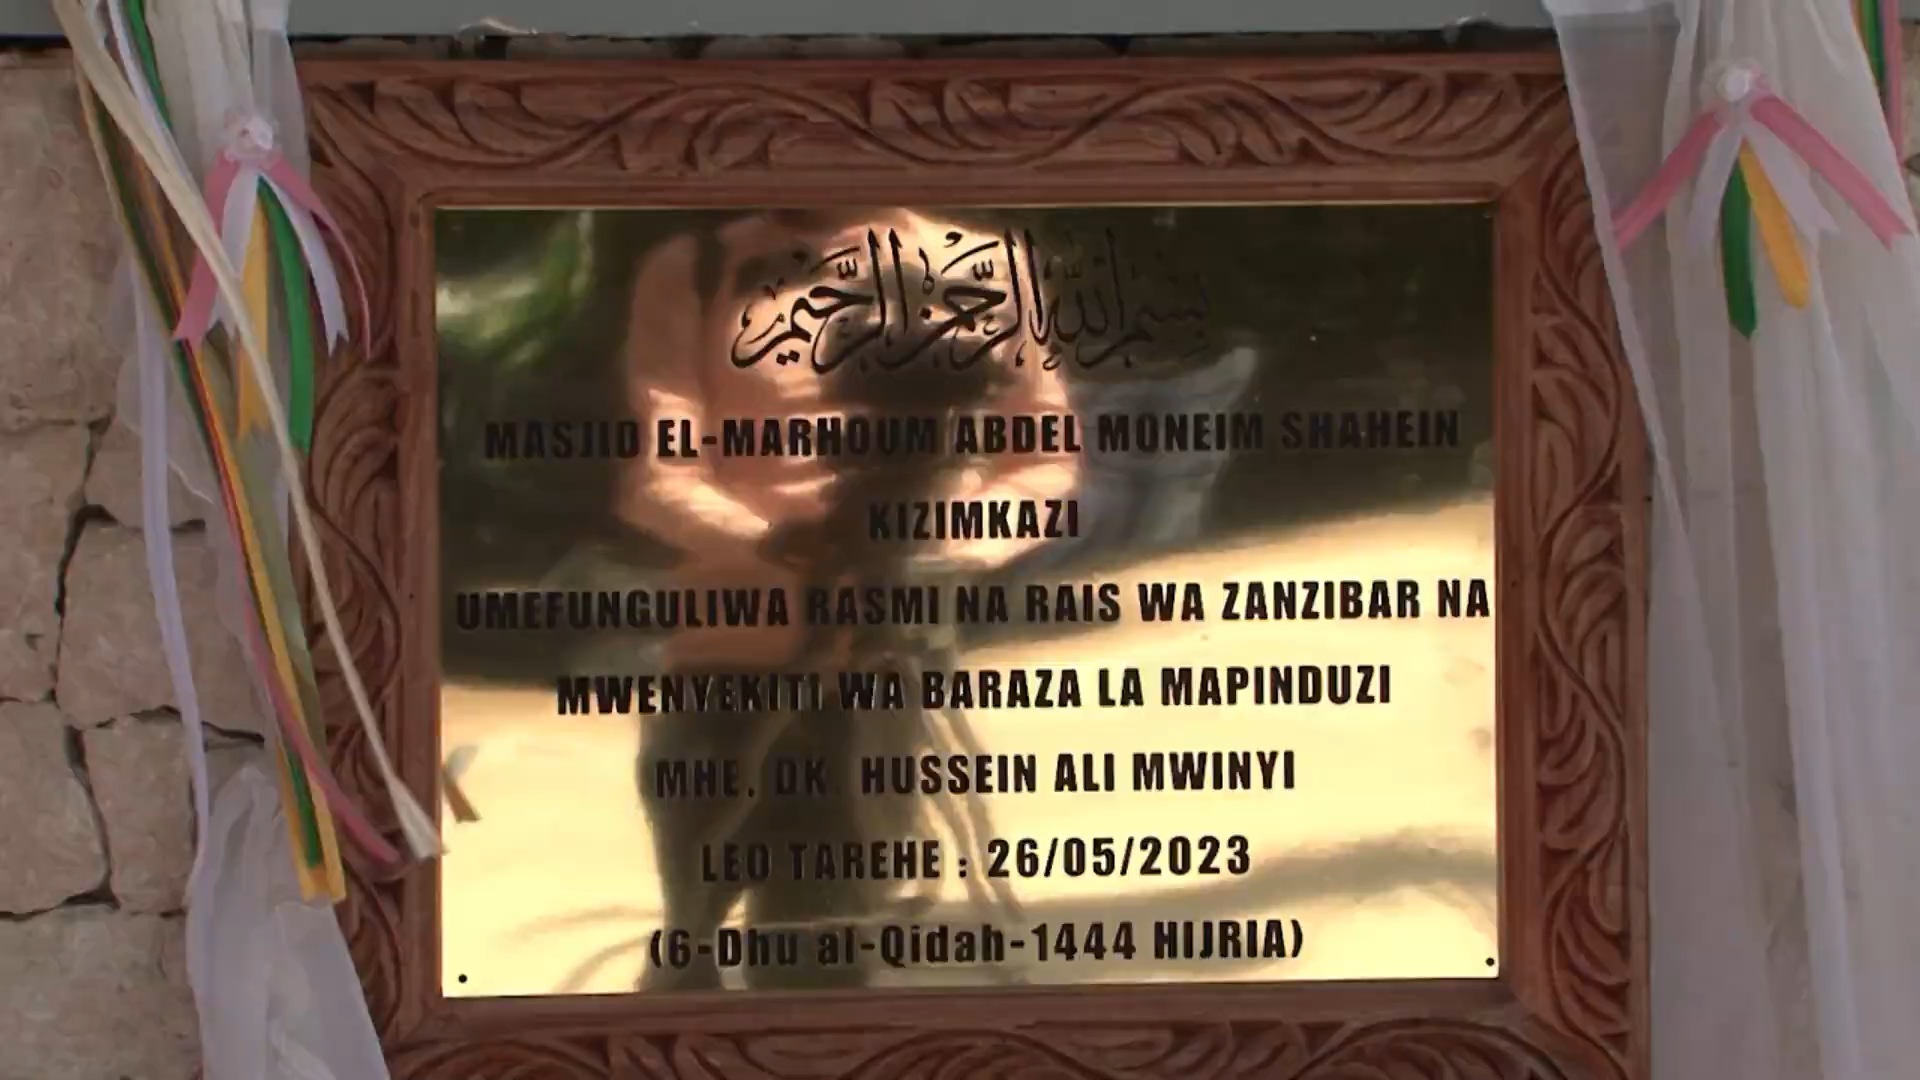 بسم الله الرحمن الرحيم
MASJID EL-MARHOUM ABDEL MONEIM SHAHEIN
KIZIMKAZI
UMEFUNGULIWA RASMI NA RAIS WA ZANZIBAR NA
MWENYEKITI WA BARAZA LA MAPINDUZI
MHE. DK. HUSSEIN ALI MWINYI
LEO TAREHE : 26/05/2023
(6-Dhu al-Qidah-1444 HIJRIA)